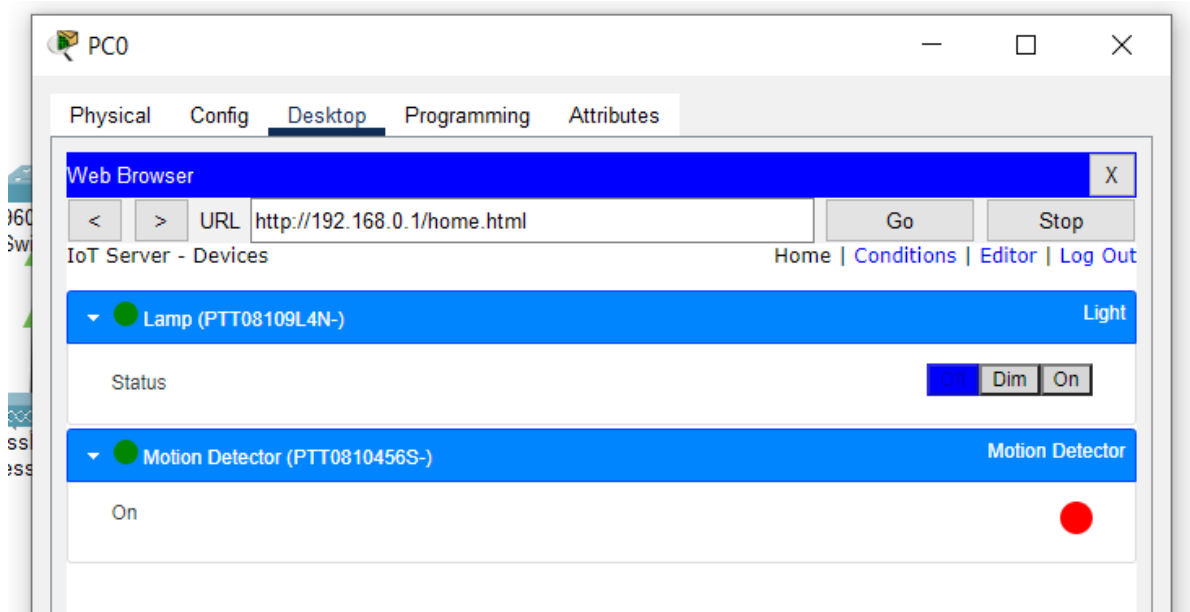 PC0
Physical Config Desktop Programming Attributes
Web Browser X
< > URL http://192.168.0.1/home.html Go Stop
IoT Server - Devices Home | Conditions | Editor | Log Out
Lamp (PTT08109L4N-) Light
Status Off Dim On
Motion Detector (PTT0810456S-) Motion Detector
On